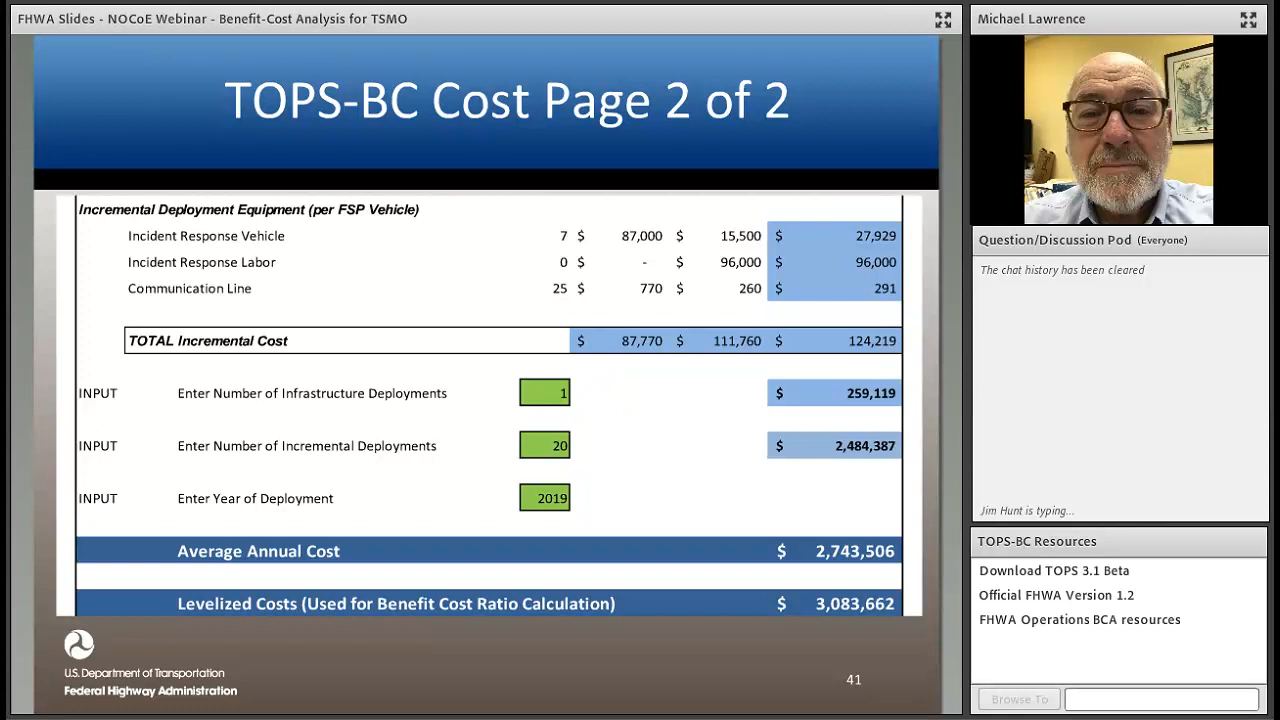 FHWA Slides - NOCoE Webinar - Benefit-Cost Analysis for TSMO
TOPS-BC Cost Page 2 of 2
Incremental Deployment Equipment (per FSP Vehicle)
Incident Response Vehicle 7 $ 87,000 $ 15,500 $ 27,929
Incident Response Labor 0 $ - $ 96,000 $ 96,000
Communication Line 25 $ 770 $ 260 $ 291
TOTAL Incremental Cost $ 87,770 $ 111,760 $ 124,219
INPUT Enter Number of Infrastructure Deployments 1 $ 259,119
INPUT Enter Number of Incremental Deployments 20 $ 2,484,387
INPUT Enter Year of Deployment 2019
Average Annual Cost $ 2,743,506
Levelized Costs (Used for Benefit Cost Ratio Calculation) $ 3,083,662
U.S. Department of Transportation
Federal Highway Administration
41
Michael Lawrence
Question/Discussion Pod (Everyone)
The chat history has been cleared
Jim Hunt is typing...
TOPS-BC Resources
Download TOPS 3.1 Beta
Official FHWA Version 1.2
FHWA Operations BCA resources
Browse To